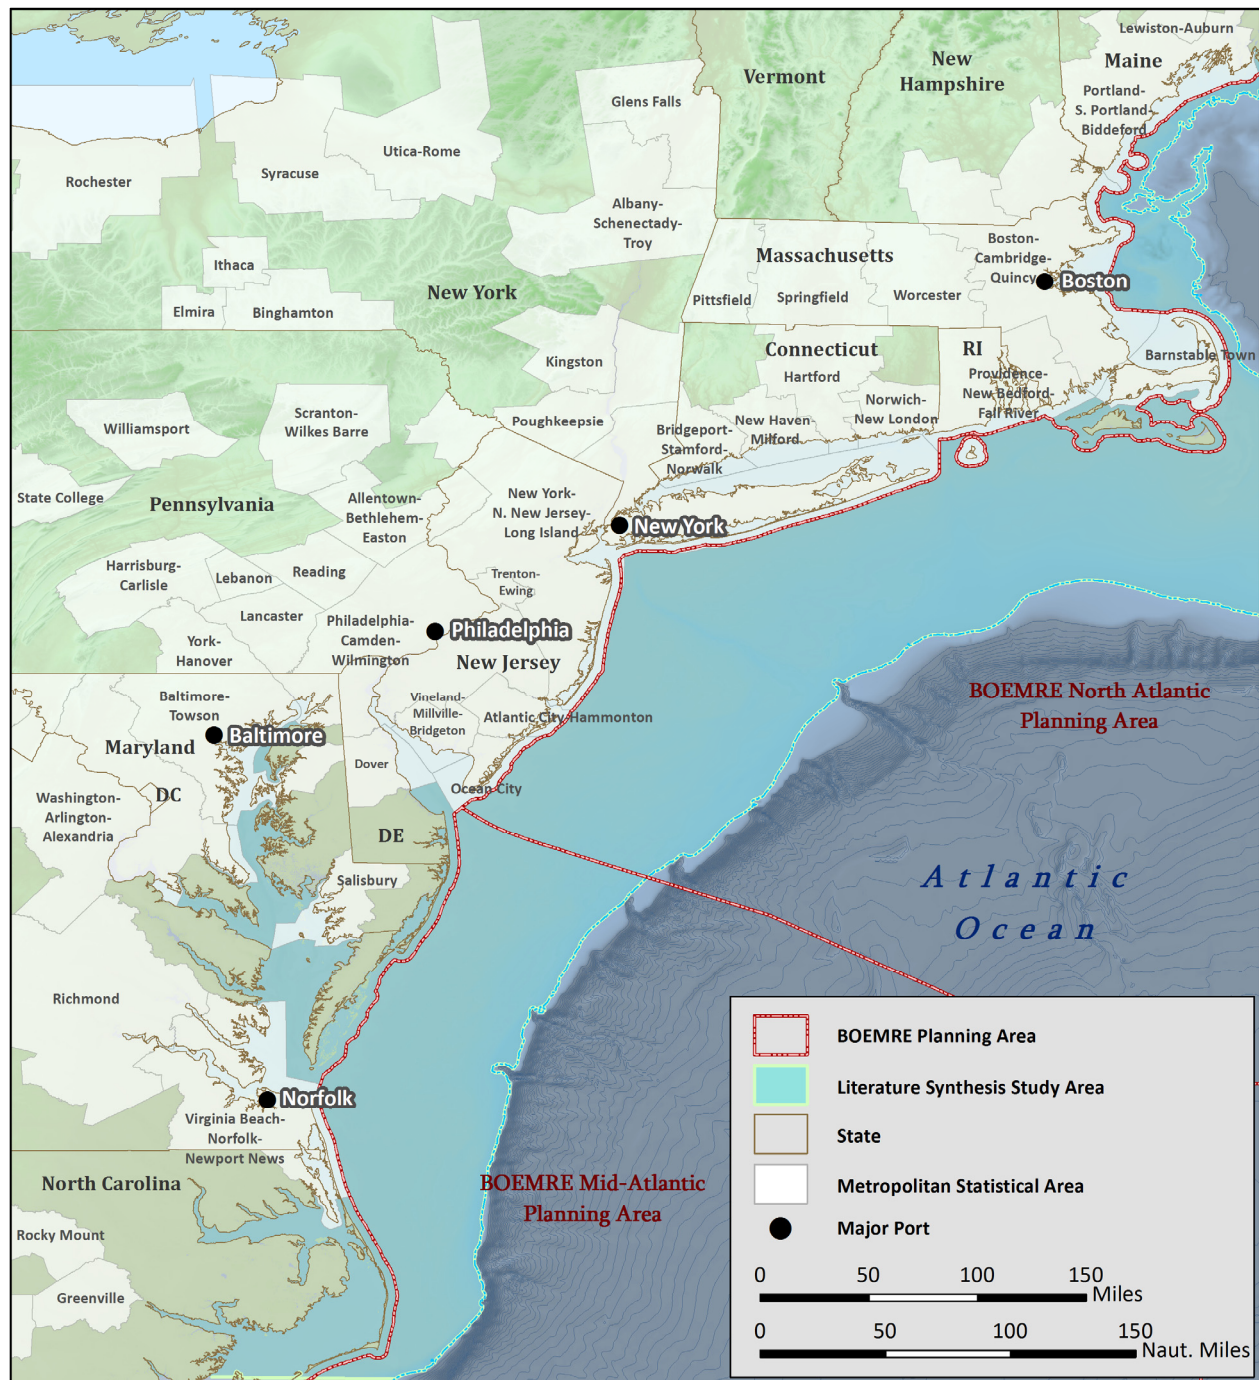 Lewiston-Auburn
Maine
New
Hampshire
Vermont
Portland-
S. Portland-
Biddeford
Glens Falls
Utica-Rome
Syracuse
Rochester
Albany-
Schenectady-
Troy
Boston-
Cambridge-
Quincy
Boston
Massachusetts
Ithaca
New York
Pittsfield
Springfield
Worcester
Elmira
Binghamton
Connecticut
RI
Barnstable Town
Kingston
Hartford
Providence-
New Bedford-
Fall River
Norwich-
New London
Scranton-
Wilkes Barre
Williamsport
Poughkeepsie
New Haven-
Milford
Bridgeport-
Stamford-
Norwalk
State College
Pennsylvania
Allentown-
Bethlehem-
Easton
New York-
N. New Jersey-
Long Island
New York
Harrisburg-
Carlisle
Lebanon
Reading
Trenton-
Ewing
Lancaster
Philadelphia-
Camden-
Wilmington
Philadelphia
York-
Hanover
New Jersey
Baltimore-
Towson
Vineland-
Millville-
Bridgeton
Atlantic City-Hammonton
BOEMRE North Atlantic
Planning Area
Baltimore
Maryland
Dover
Ocean City
DC
Washington-
Arlington-
Alexandria
DE
Salisbury
Atlantic
Ocean
Richmond
Norfolk
Virginia Beach-
Norfolk-
Newport News
North Carolina
BOEMRE Mid-Atlantic
Planning Area
Rocky Mount
Greenville
BOEMRE Planning Area
Literature Synthesis Study Area
State
Metropolitan Statistical Area
Major Port
0 50 100 150
Miles
0 50 100 150
Naut. Miles